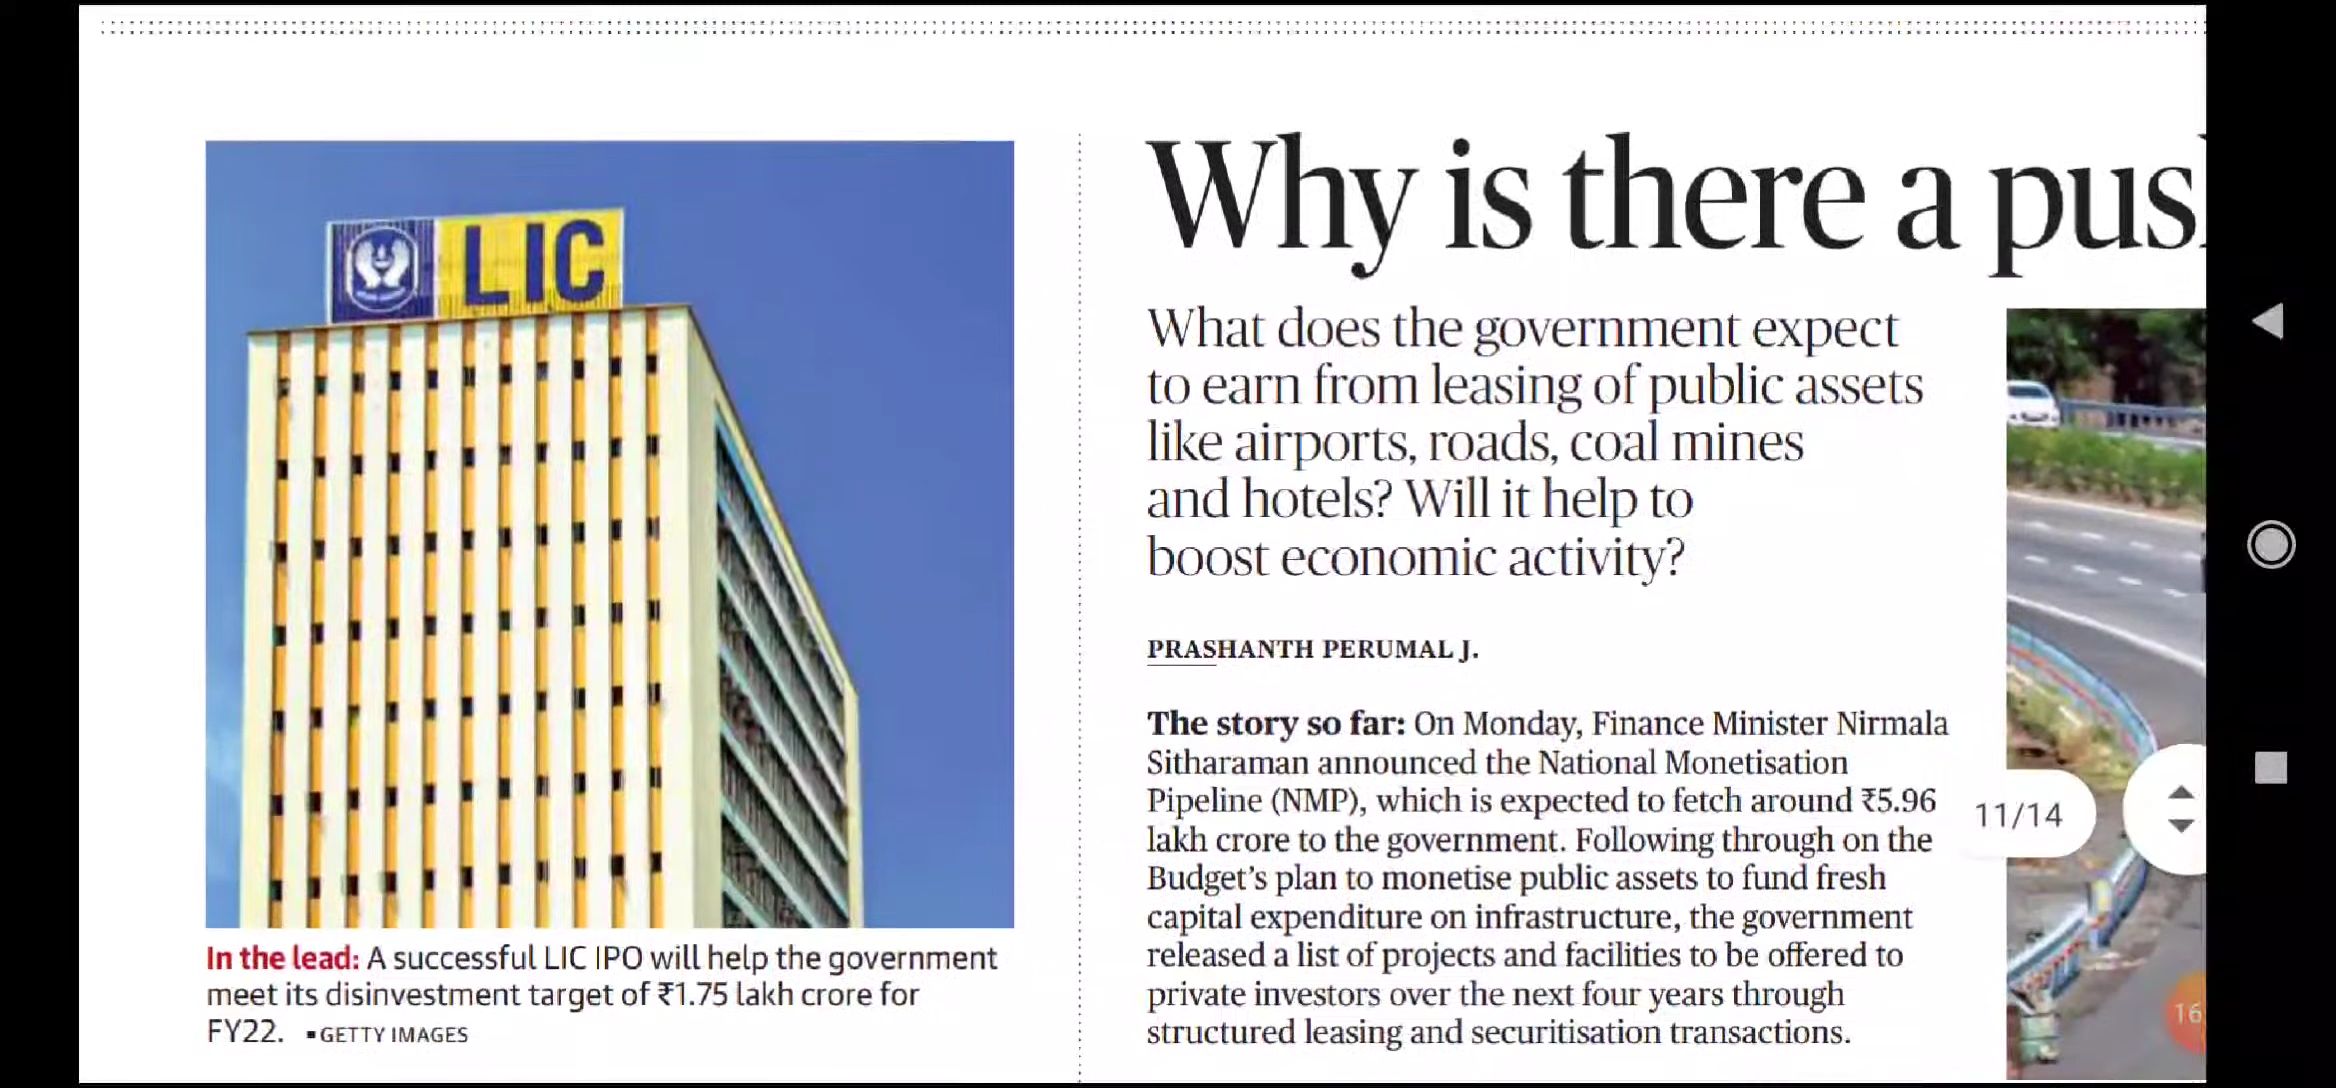 LIC
In the lead: A successful LIC IPO will help the government
meet its disinvestment target of ₹1.75 lakh crore for
FY22. ▪GETTY IMAGES
Why is there a pus
What does the government expect
to earn from leasing of public assets
like airports, roads, coal mines
and hotels? Will it help to
boost economic activity?
PRASHANTH PERUMAL J.
The story so far: On Monday, Finance Minister Nirmala
Sitharaman announced the National Monetisation
Pipeline (NMP), which is expected to fetch around ₹5.96
lakh crore to the government. Following through on the
Budget’s plan to monetise public assets to fund fresh
capital expenditure on infrastructure, the government
released a list of projects and facilities to be offered to
private investors over the next four years through
structured leasing and securitisation transactions.
11/14
16